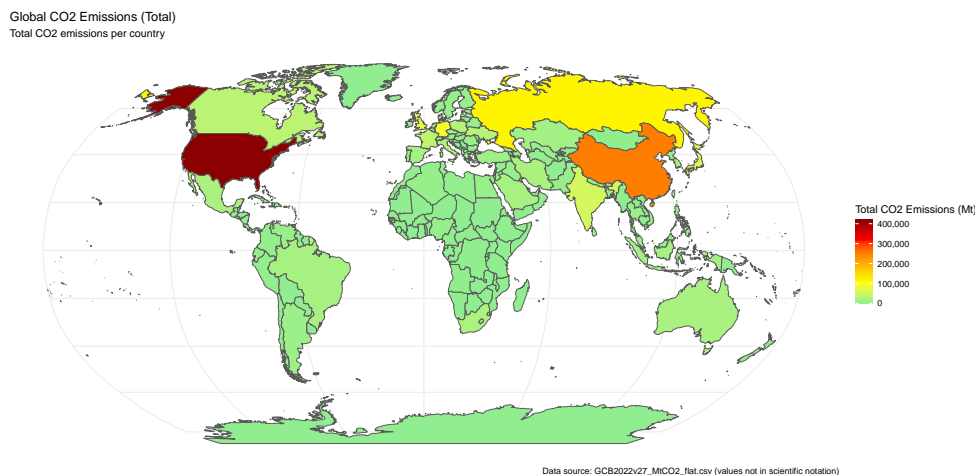 Global CO2 Emissions (Total)
Total CO2 emissions per country
Total CO2 Emissions (Mt)
400,000
300,000
200,000
100,000
0
Data source: GCB2022v27_MtCO2_flat.csv (values not in scientific notation)